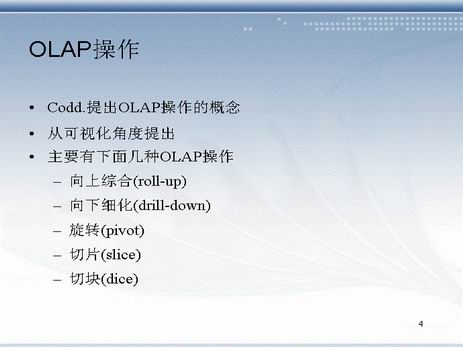 OLAP操作
• Codd.提出OLAP操作的概念
• 从可视化角度提出
• 主要有下面几种OLAP操作
– 向上综合(roll-up)
– 向下细化(drill-down)
– 旋转(pivot)
– 切片(slice)
– 切块(dice)
4